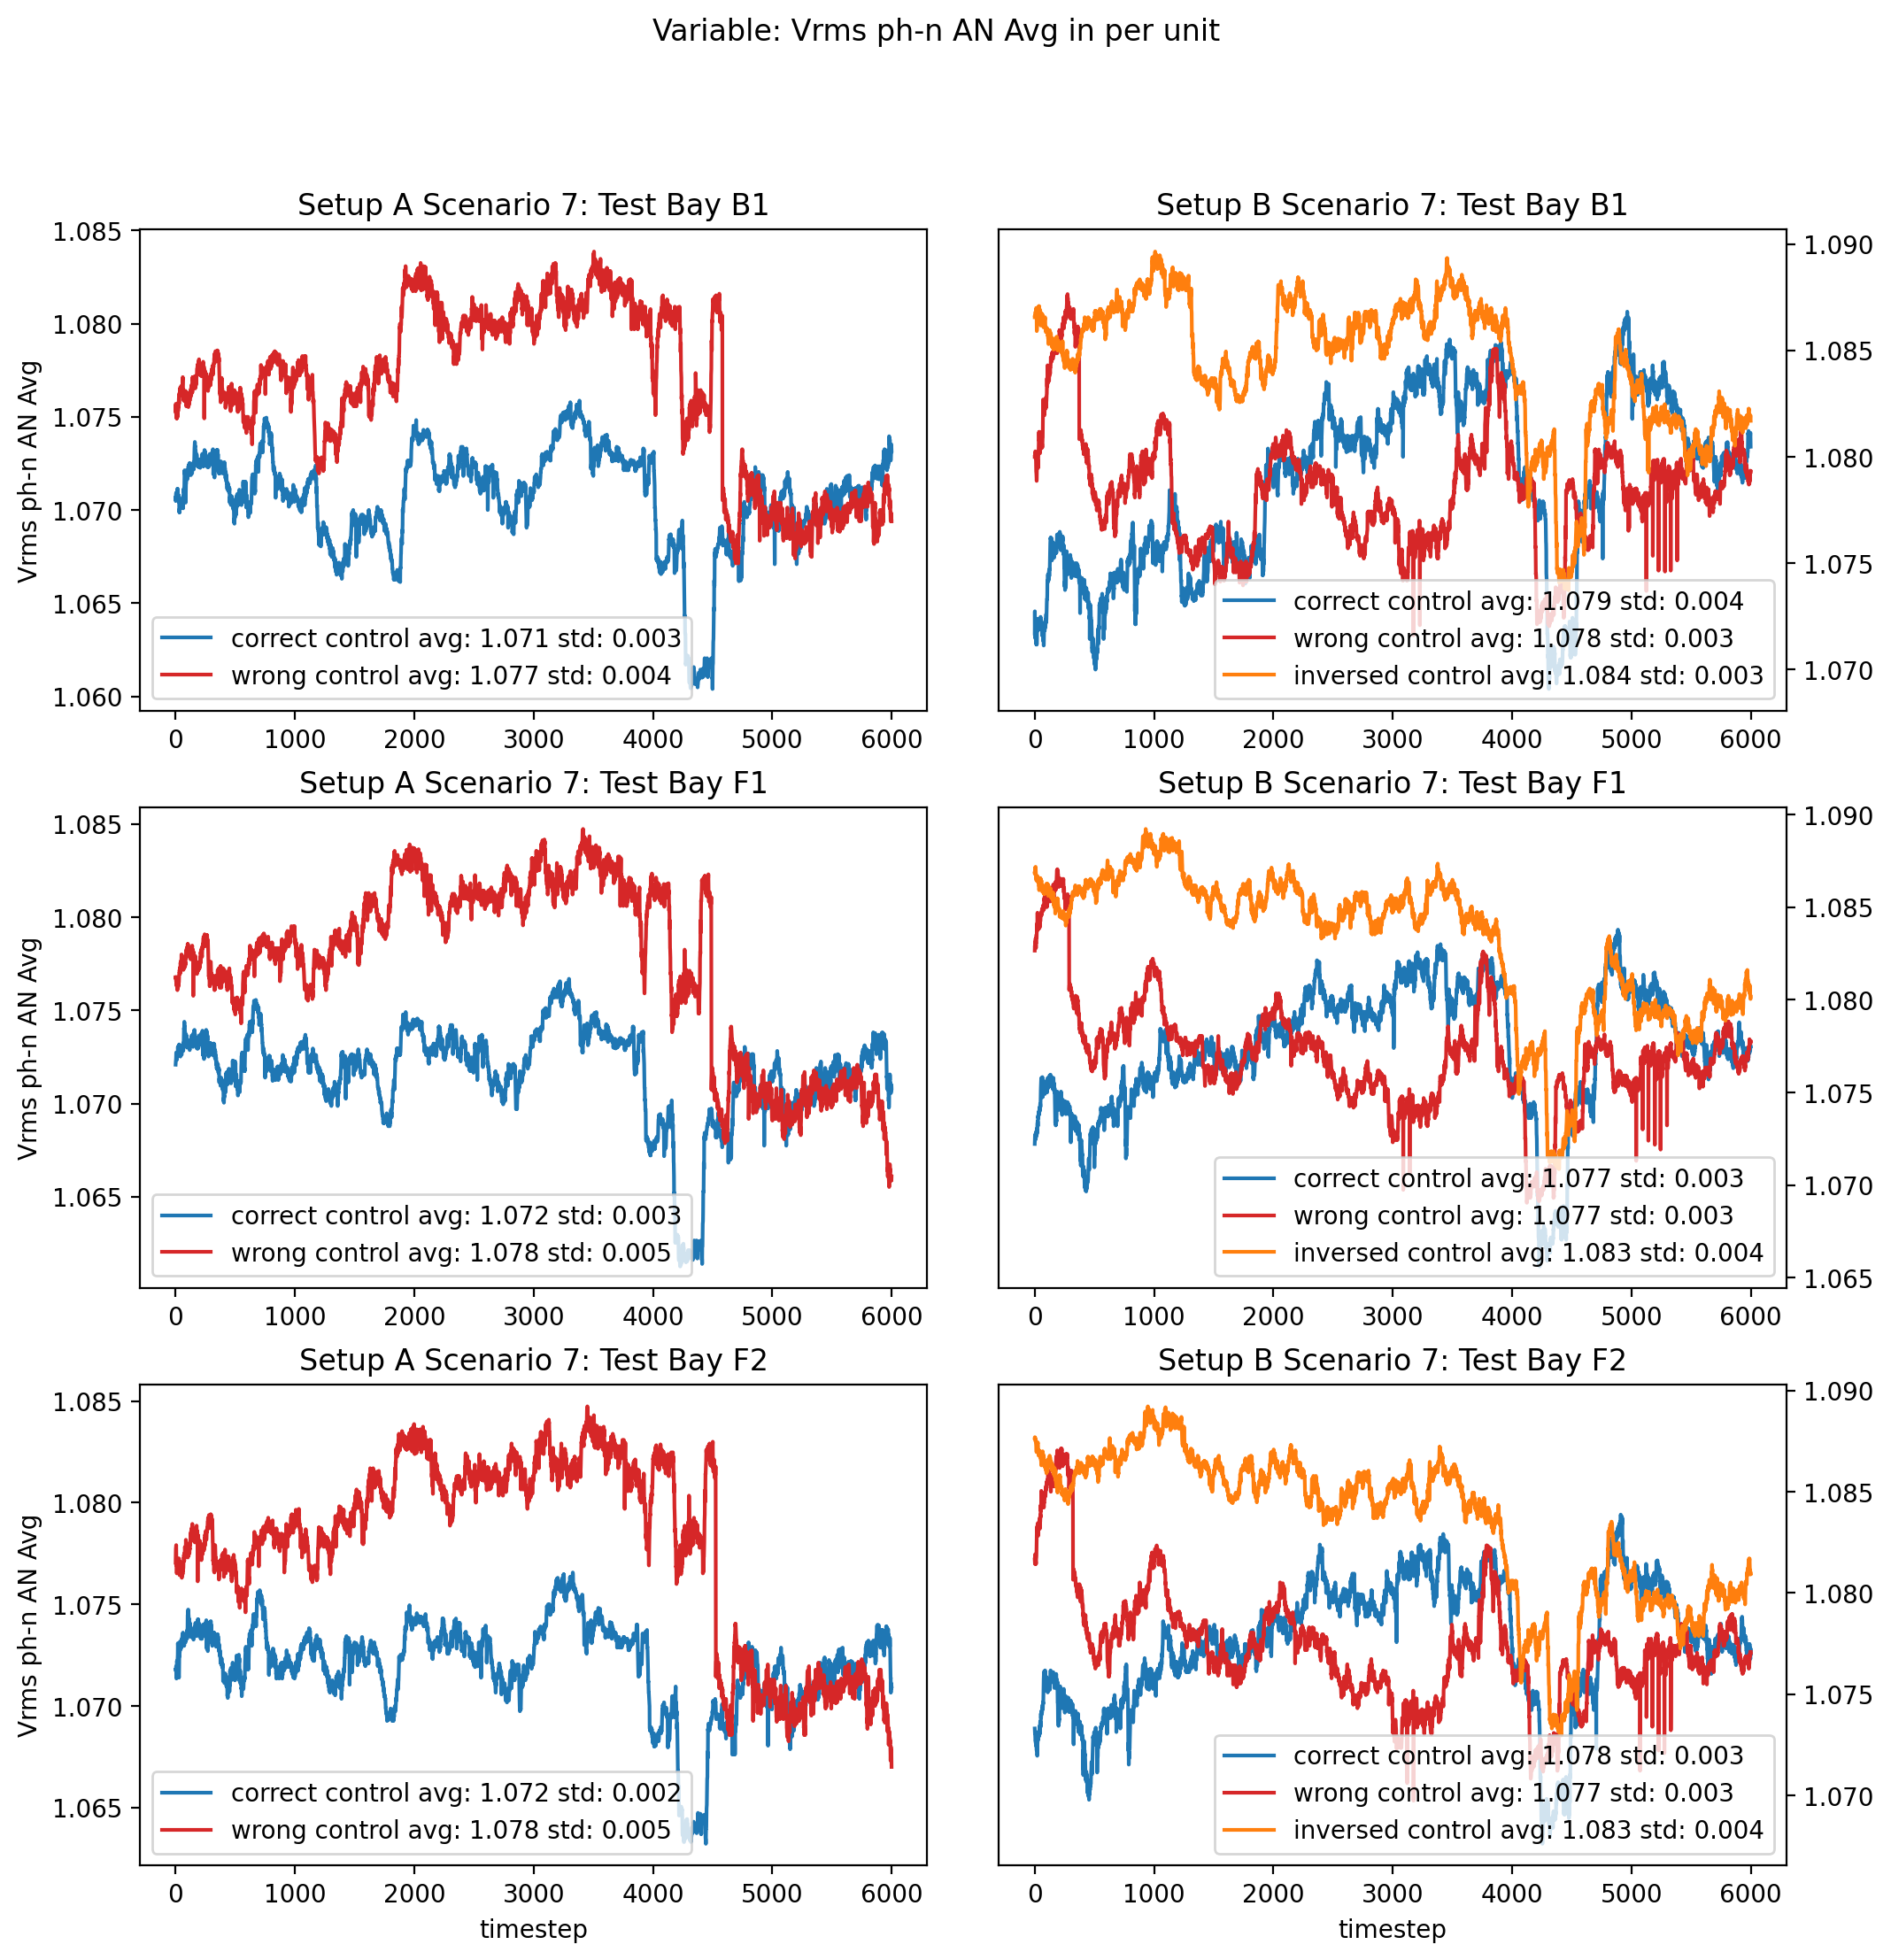 Variable: Vrms ph-n AN Avg in per unit
Setup A Scenario 7: Test Bay B1
Setup B Scenario 7: Test Bay B1
Vrms ph-n AN Avg
1.085
1.080
1.075
1.070
1.065
1.060
correct control avg: 1.071 std: 0.003
wrong control avg: 1.077 std: 0.004
0 1000 2000 3000 4000 5000 6000
1.090
1.085
1.080
1.075
1.070
correct control avg: 1.079 std: 0.004
wrong control avg: 1.078 std: 0.003
inversed control avg: 1.084 std: 0.003
0 1000 2000 3000 4000 5000 6000
Setup A Scenario 7: Test Bay F1
Setup B Scenario 7: Test Bay F1
Vrms ph-n AN Avg
1.085
1.080
1.075
1.070
1.065
correct control avg: 1.072 std: 0.003
wrong control avg: 1.078 std: 0.005
0 1000 2000 3000 4000 5000 6000
1.090
1.085
1.080
1.075
1.070
1.065
correct control avg: 1.077 std: 0.003
wrong control avg: 1.077 std: 0.003
inversed control avg: 1.083 std: 0.004
0 1000 2000 3000 4000 5000 6000
Setup A Scenario 7: Test Bay F2
Setup B Scenario 7: Test Bay F2
Vrms ph-n AN Avg
1.085
1.080
1.075
1.070
1.065
correct control avg: 1.072 std: 0.002
wrong control avg: 1.078 std: 0.005
0 1000 2000 3000 4000 5000 6000
timestep
1.090
1.085
1.080
1.075
1.070
correct control avg: 1.078 std: 0.003
wrong control avg: 1.077 std: 0.003
inversed control avg: 1.083 std: 0.004
0 1000 2000 3000 4000 5000 6000
timestep